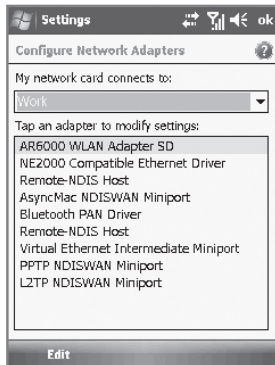 Settings
ok
Configure Network Adapters
?
My network card connects to:
Work
Tap an adapter to modify settings:
AR6000 WLAN Adapter SD
NE2000 Compatible Ethernet Driver
Remote-NDIS Host
AsyncMac NDISWAN Miniport
Bluetooth PAN Driver
Remote-NDIS Host
Virtual Ethernet Intermediate Miniport
PPTP NDISWAN Miniport
L2TP NDISWAN Miniport
Edit